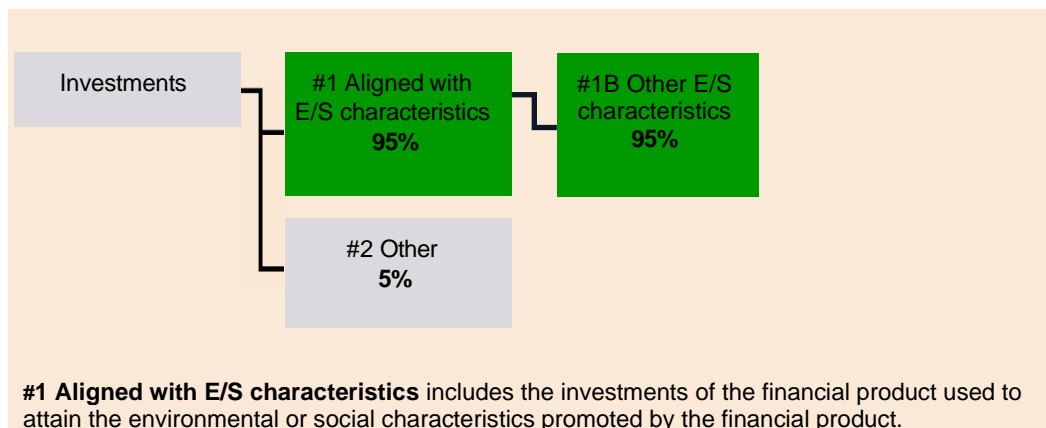 Investments
#1 Aligned with
E/S characteristics
95%
#1B Other E/S
characteristics
95%
#2 Other
5%
#1 Aligned with E/S characteristics includes the investments of the financial product used to
attain the environmental or social characteristics promoted by the financial product.